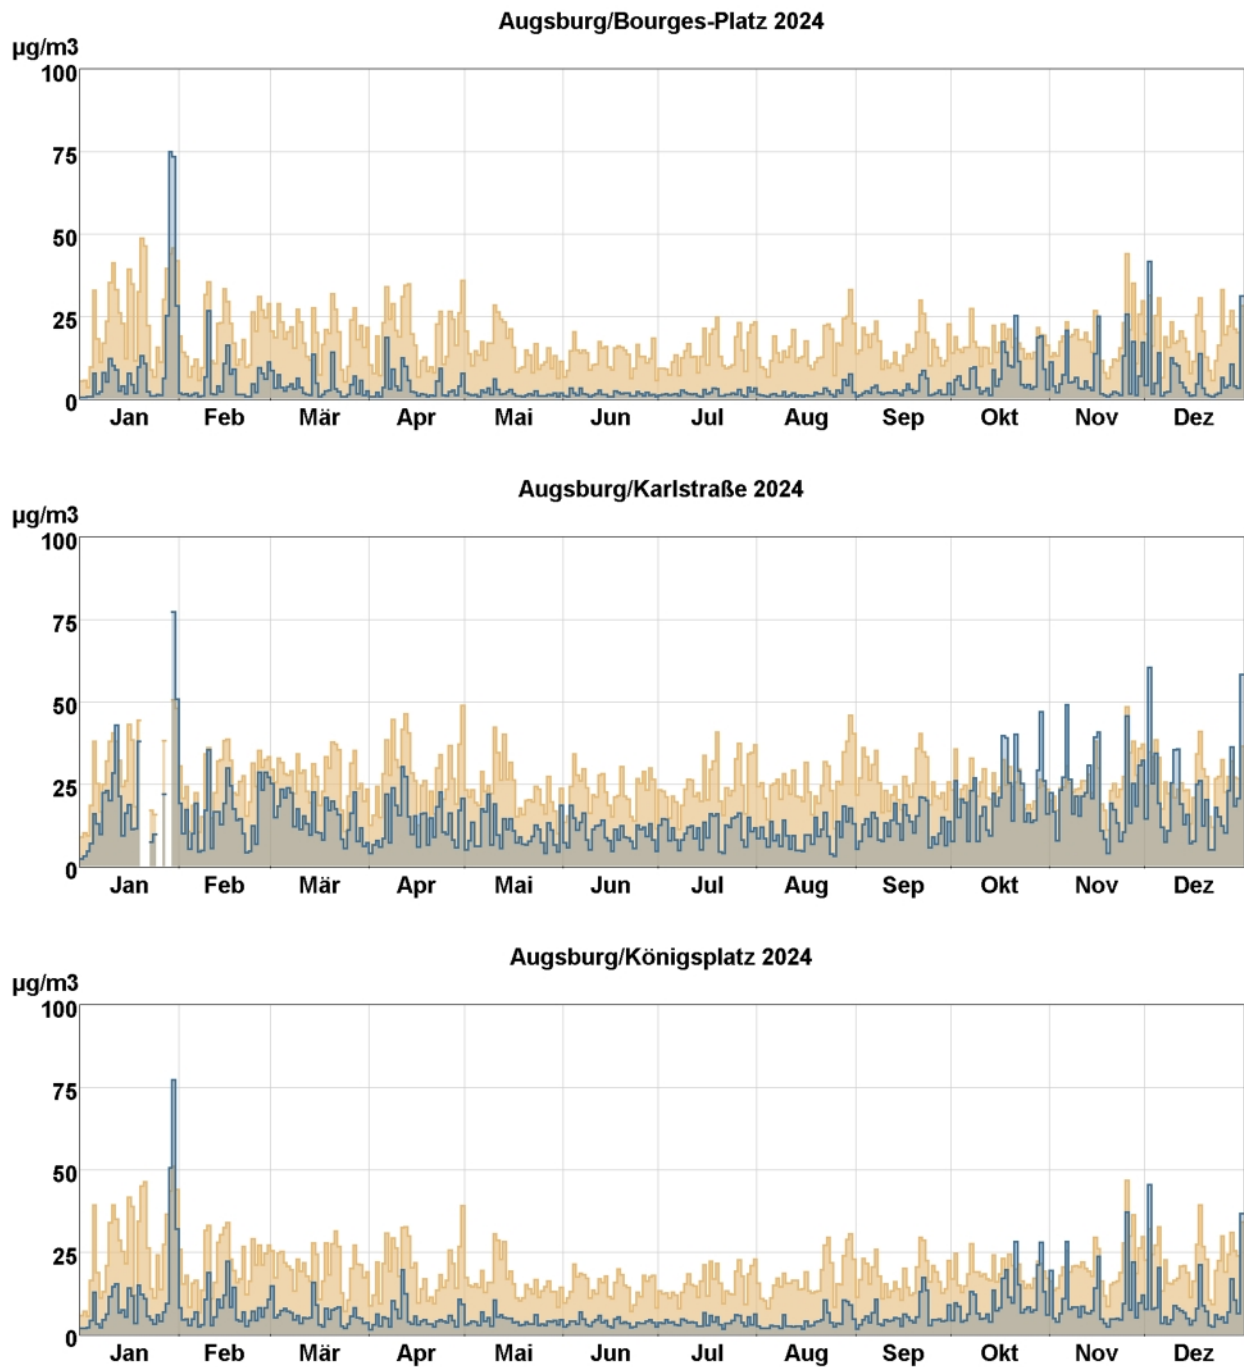 Augsburg/Bourges-Platz 2024
µg/m3
100
75
50
25
0
Jan Feb Mär Apr Mai Jun Jul Aug Sep Okt Nov Dez
Augsburg/Karlstraße 2024
µg/m3
100
75
50
25
0
Jan Feb Mär Apr Mai Jun Jul Aug Sep Okt Nov Dez
Augsburg/Königsplatz 2024
µg/m3
100
75
50
25
0
Jan Feb Mär Apr Mai Jun Jul Aug Sep Okt Nov Dez